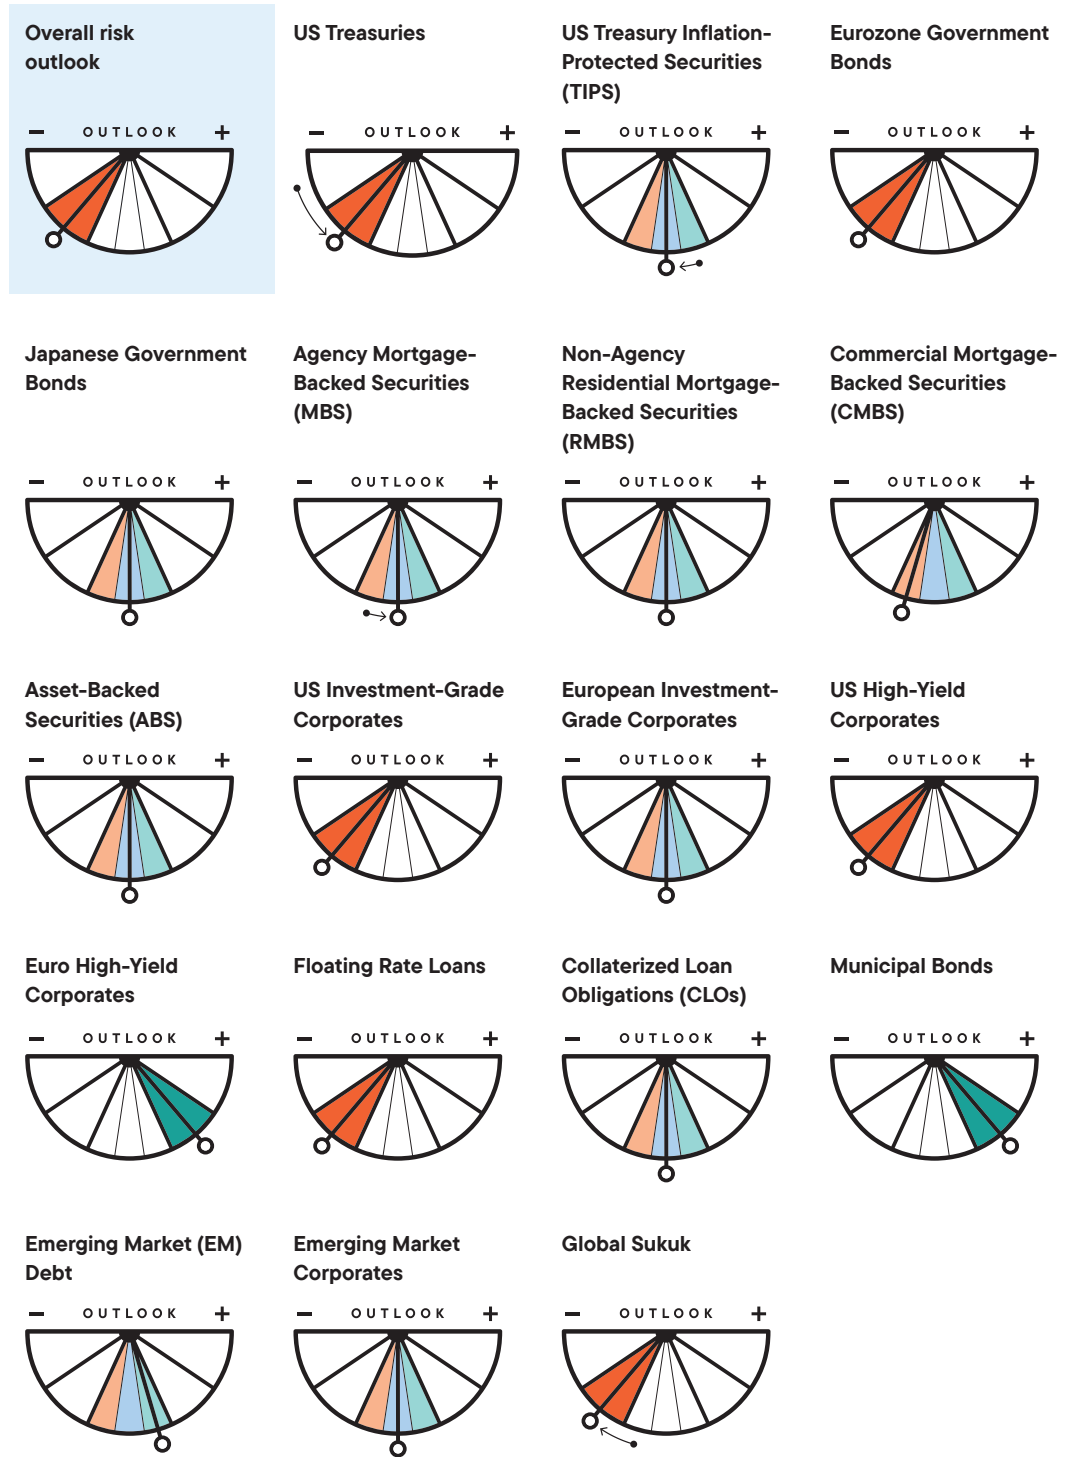 Overall risk
outlook
− OUTLOOK +
US Treasuries
− OUTLOOK +
US Treasury Inflation-
Protected Securities
(TIPS)
− OUTLOOK +
Eurozone Government
Bonds
− OUTLOOK +
Japanese Government
Bonds
− OUTLOOK +
Agency Mortgage-
Backed Securities
(MBS)
− OUTLOOK +
Non-Agency
Residential Mortgage-
Backed Securities
(RMBS)
− OUTLOOK +
Commercial Mortgage-
Backed Securities
(CMBS)
− OUTLOOK +
Asset-Backed
Securities (ABS)
− OUTLOOK +
US Investment-Grade
Corporates
− OUTLOOK +
European Investment-
Grade Corporates
− OUTLOOK +
US High-Yield
Corporates
− OUTLOOK +
Euro High-Yield
Corporates
− OUTLOOK +
Floating Rate Loans
− OUTLOOK +
Collaterized Loan
Obligations (CLOs)
− OUTLOOK +
Municipal Bonds
− OUTLOOK +
Emerging Market (EM)
Debt
− OUTLOOK +
Emerging Market
Corporates
− OUTLOOK +
Global Sukuk
− OUTLOOK +